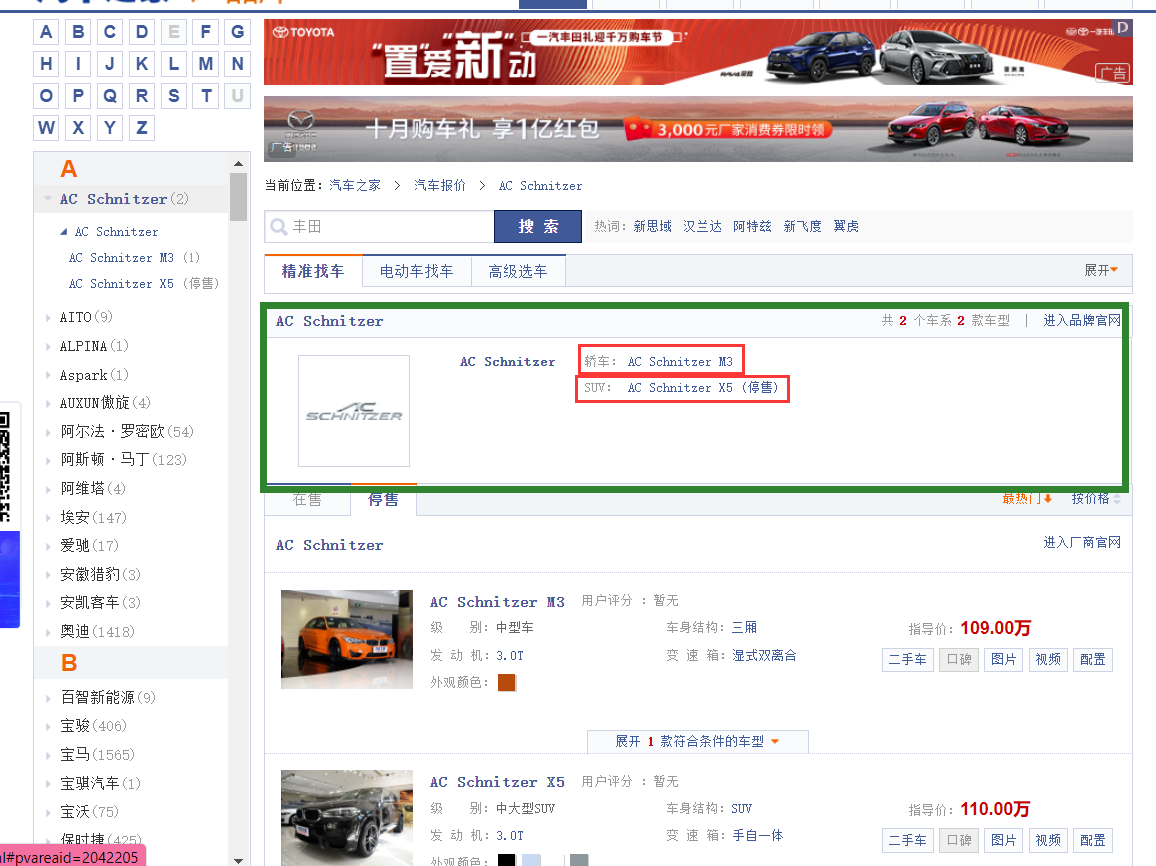 A B C D E F G
H I J K L M N
O P Q R S T U
W X Y Z
A
AC Schnitzer(2)
AC Schnitzer
AC Schnitzer M3 (1)
AC Schnitzer X5 (停售)
AITO(9)
ALPINA(1)
Aspark(1)
AUXUN傲旋(4)
阿尔法·罗密欧(54)
阿斯顿·马丁(123)
阿维塔(4)
埃安(147)
爱驰(17)
安徽猎豹(3)
安凯客车(3)
奥迪(1418)
B
百智新能源(9)
宝骏(406)
宝马(1565)
宝骐汽车(1)
宝沃(75)
保时捷(425)
al#pvareaid=2042205
TOYOTA
“置爱新”动
一汽丰田礼迎千万购车节
D
广告
十月购车礼 享1亿红包
3,000元厂家消费券限时领
广告
当前位置: 汽车之家 > 汽车报价 > AC Schnitzer
丰田
搜 索
热词: 新思域 汉兰达 阿特兹 新飞度 翼虎
精准找车 电动车找车 高级选车
展开
AC Schnitzer
共 2 个车系 2 款车型 | 进入品牌官网
AC SCHNITZER
AC Schnitzer
轿车: AC Schnitzer M3
SUV: AC Schnitzer X5 (停售)
在售 停售
最热门 按价格
AC Schnitzer
进入厂商官网
AC Schnitzer M3 用户评分 : 暂无
级 别: 中型车 车身结构: 三厢
指导价: 109.00万
发 动 机: 3.0T 变 速 箱: 湿式双离合
二手车 口碑 图片 视频 配置
外观颜色:
展开 1 款符合条件的车型
AC Schnitzer X5 用户评分 : 暂无
级 别: 中大型SUV 车身结构: SUV
指导价: 110.00万
发 动 机: 3.0T 变 速 箱: 手自一体
二手车 口碑 图片 视频 配置
外观颜色: